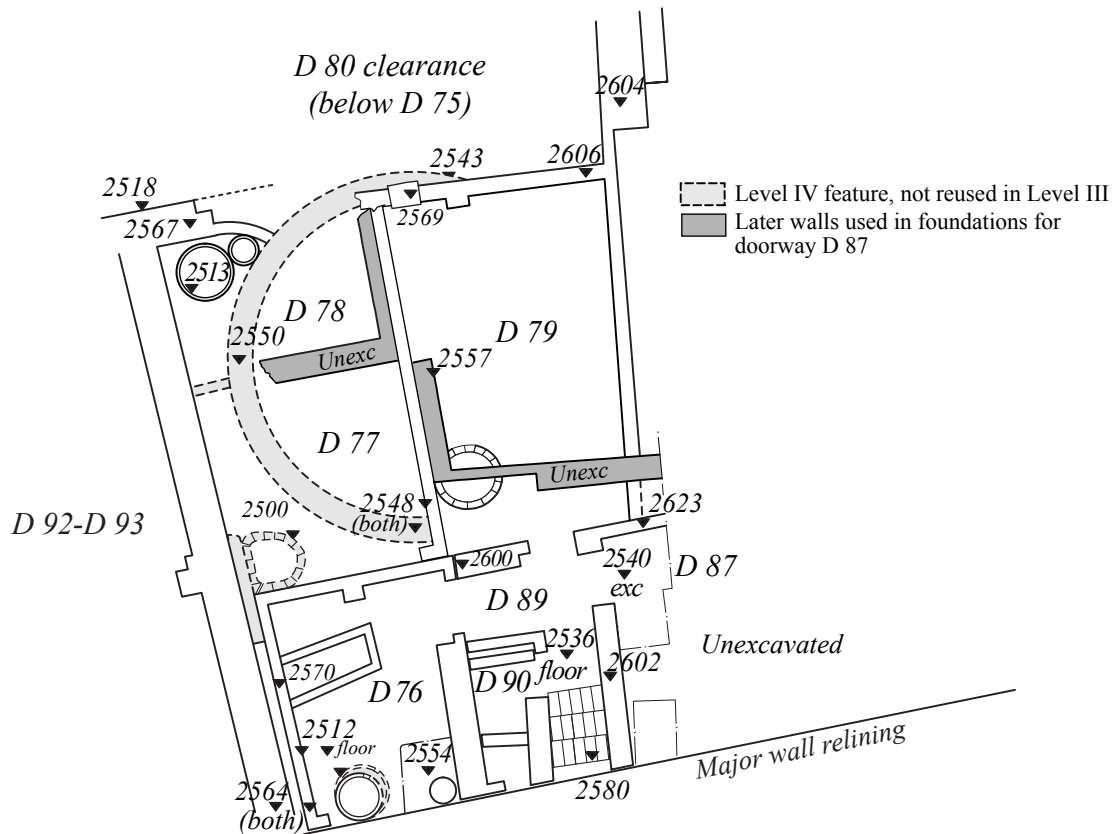 D 80 clearance
(below D 75)
2604
2543
2606
2518
2569
2567
Level IV feature, not reused in Level III
Later walls used in foundations for
doorway D 87
2513
D 78
D 79
2550
Unexc
2557
D 77
Unexc
2548
(both)
2500
2623
D 92-D 93
2600
2540
exc
D 87
D 89
2536
floor
2602
Unexcavated
2570
D 76
D 90
2512
floor
2554
Major wall relining
2564
(both)
2580